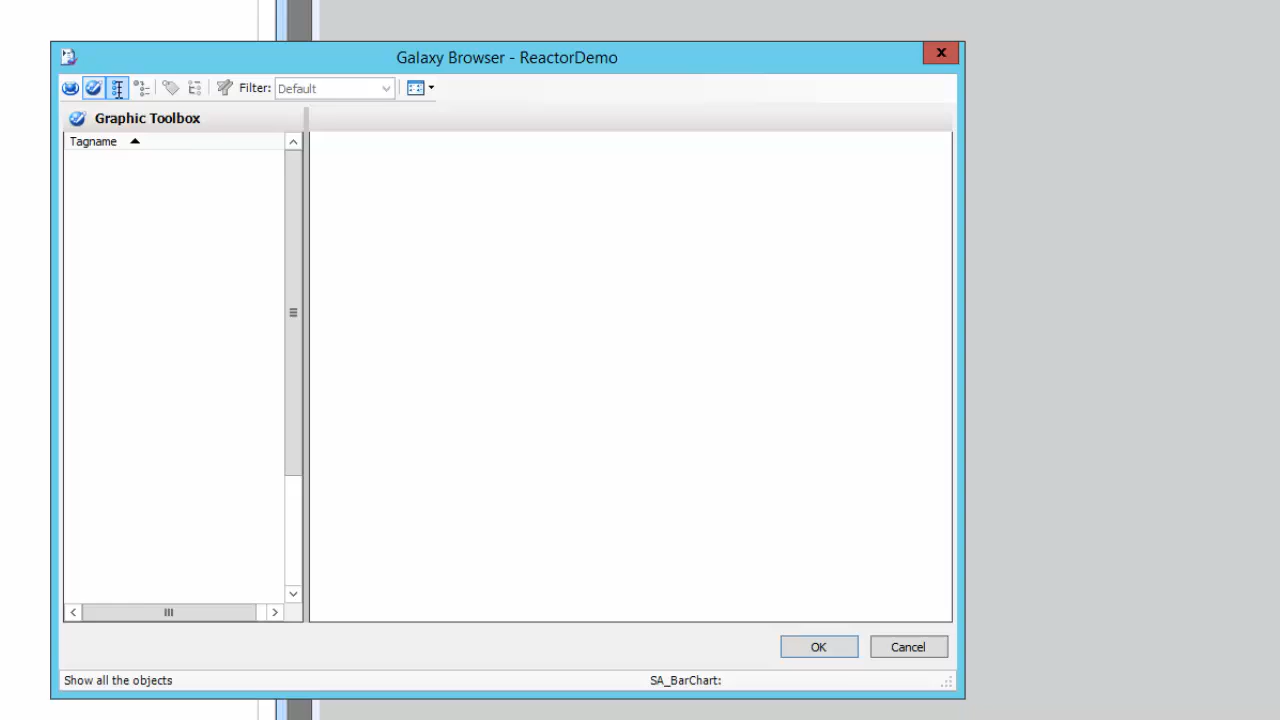 Galaxy Browser - ReactorDemo
x
Filter: Default
Graphic Toolbox
Tagname
OK Cancel
Show all the objects SA_BarChart: